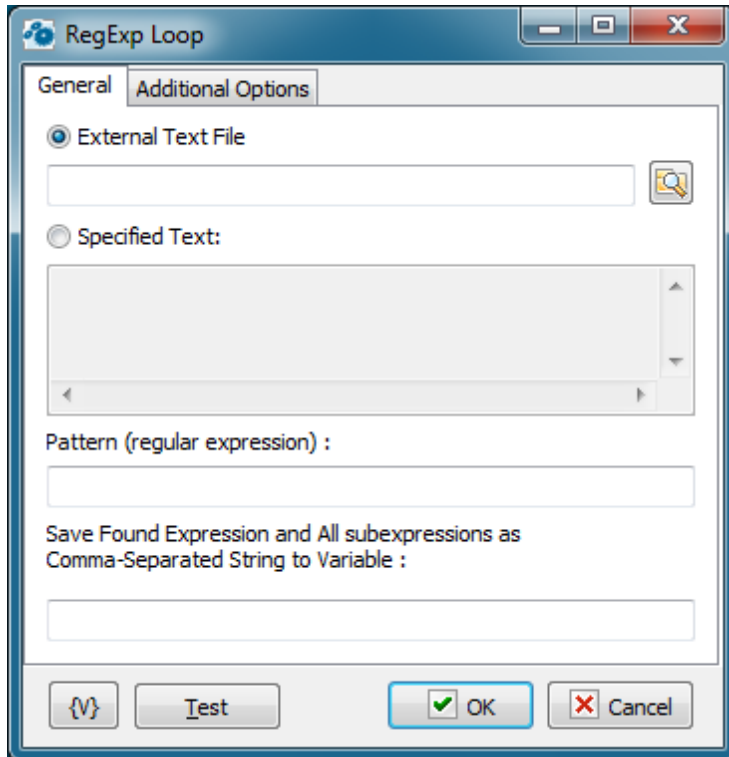 RegExp Loop
General Additional Options
External Text File
Specified Text:
Pattern (regular expression) :
Save Found Expression and All subexpressions as
Comma-Separated String to Variable :
{V} Test OK Cancel